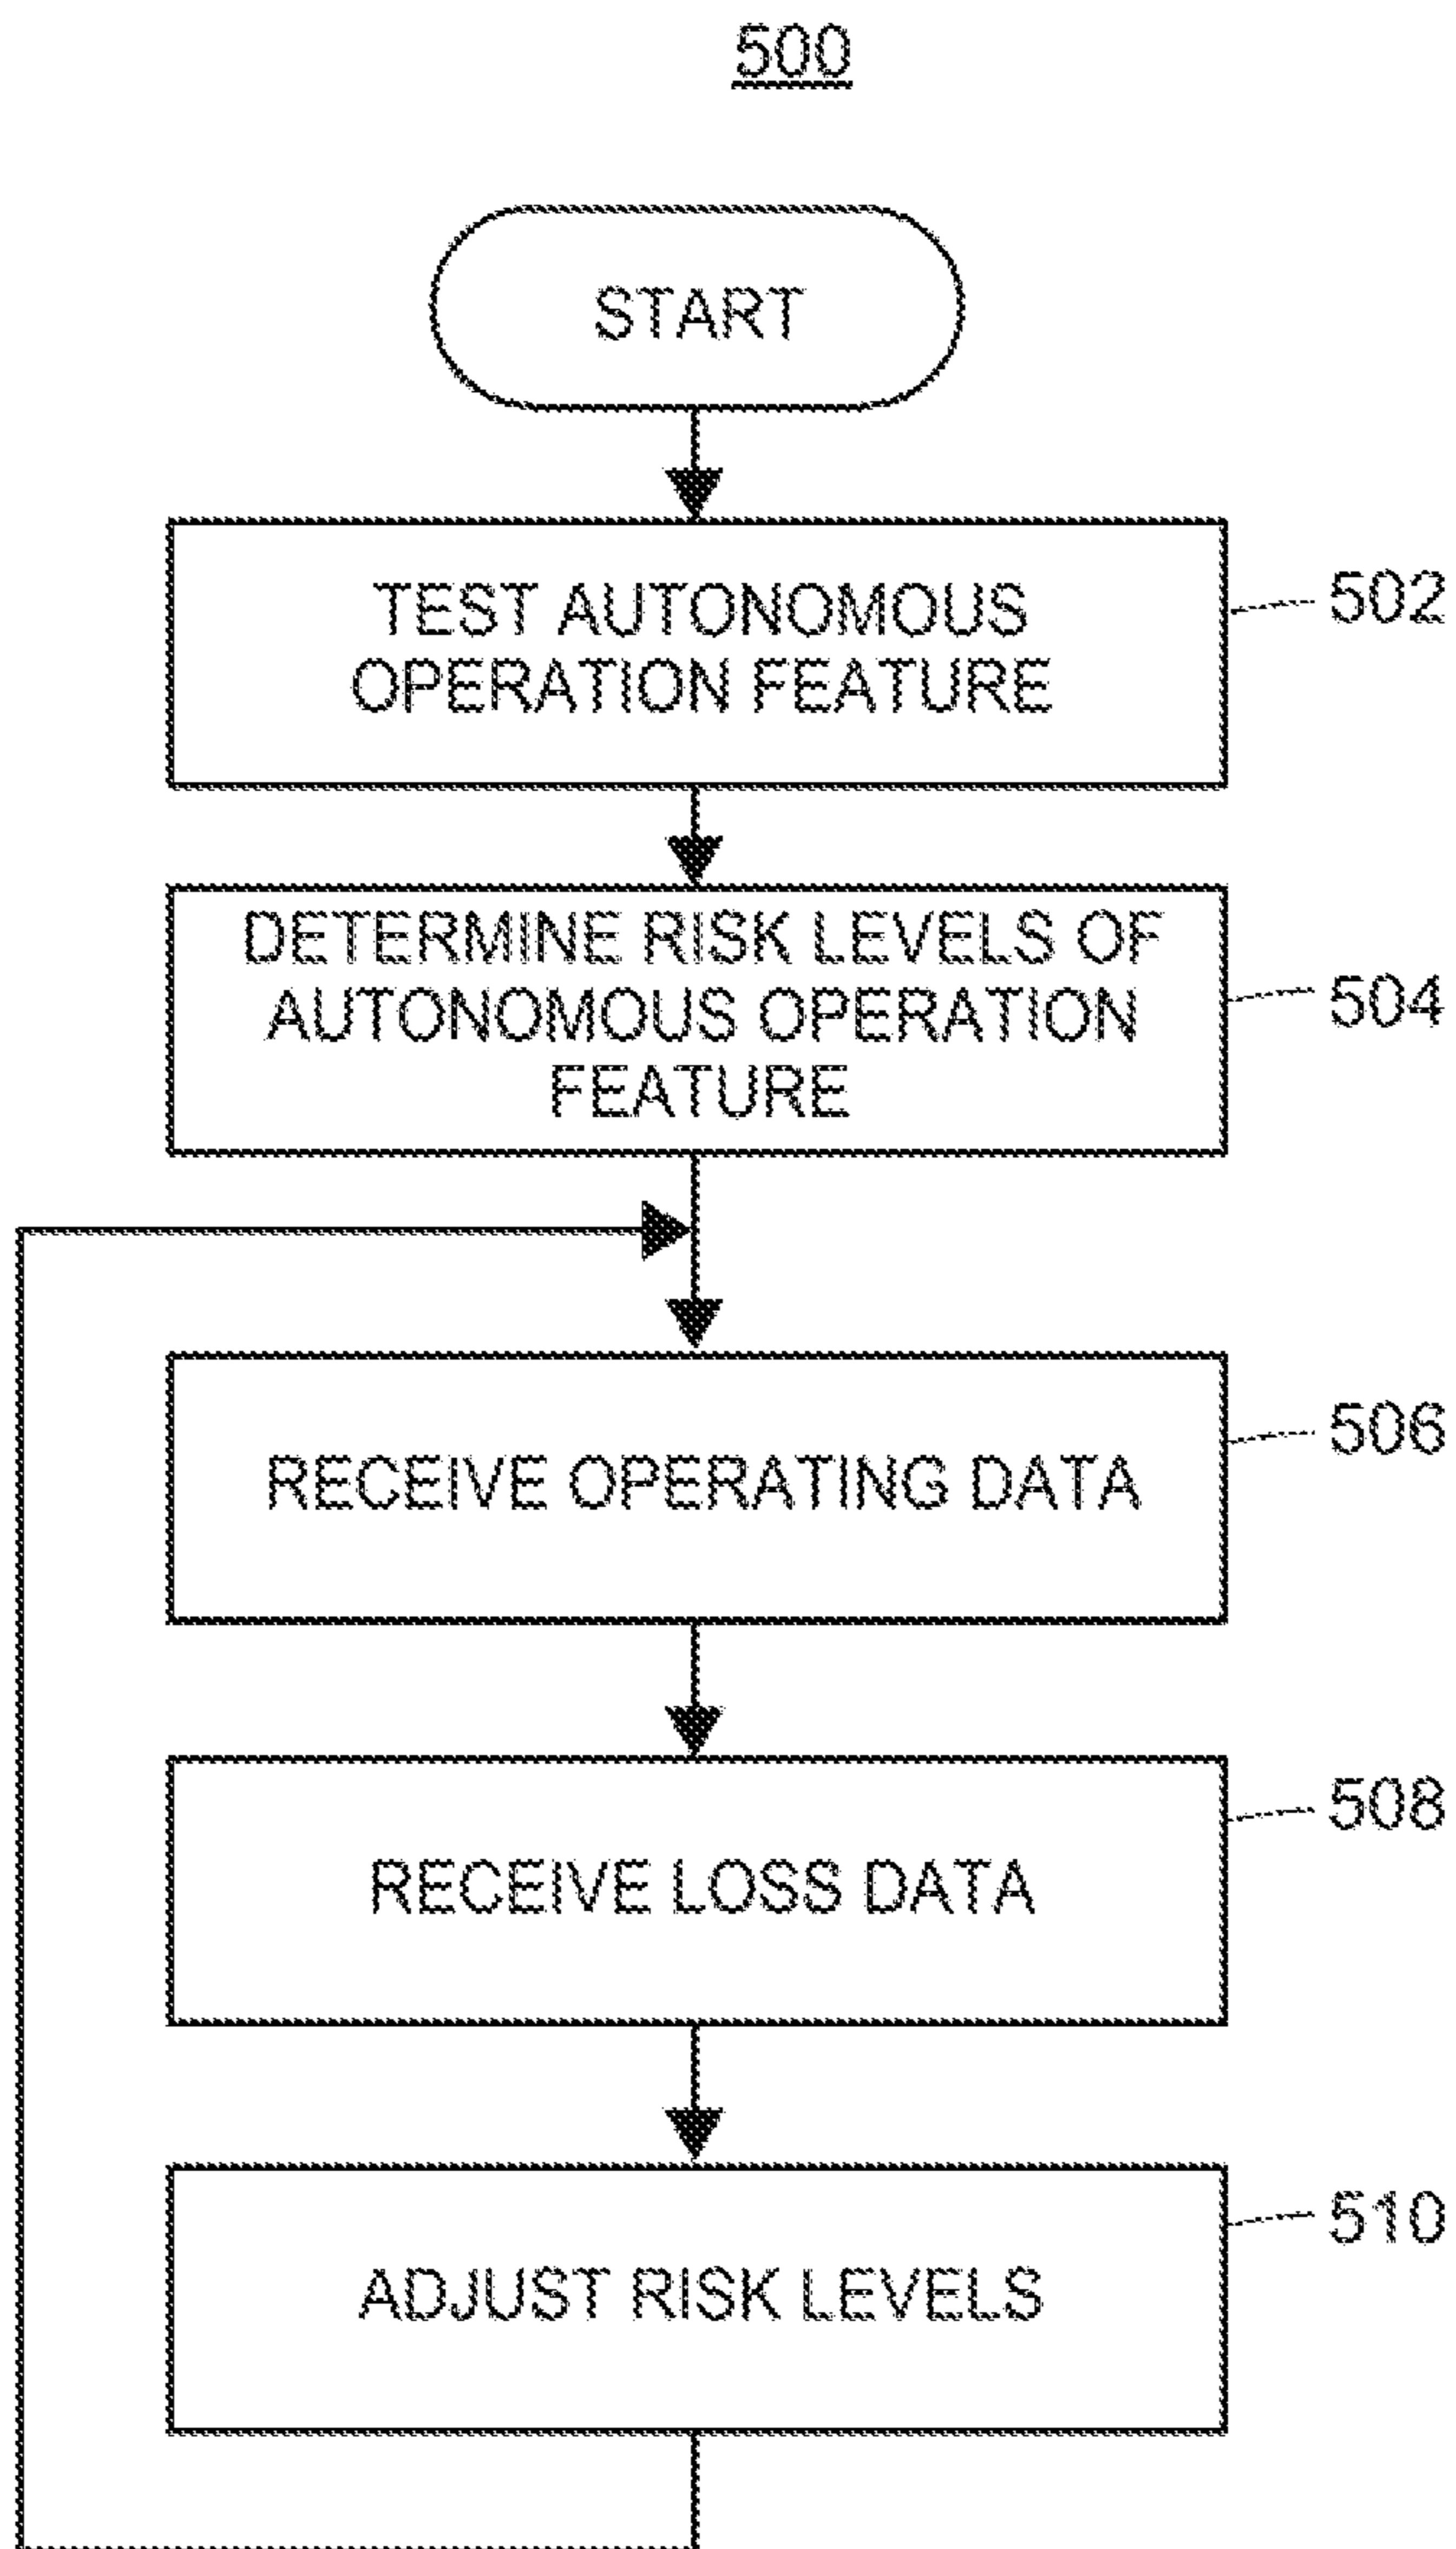 500
START
TEST AUTONOMOUS
OPERATION FEATURE
502
DETERMINE RISK LEVELS OF
AUTONOMOUS OPERATION
FEATURE
504
RECEIVE OPERATING DATA
506
RECEIVE LOSS DATA
508
ADJUST RISK LEVELS
510